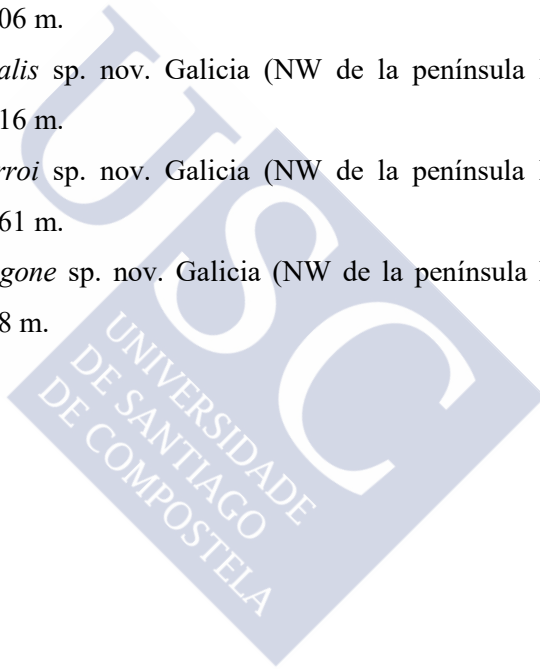 06 m.
alis sp. nov. Galicia (NW de la península
16 m.
rroi sp. nov. Galicia (NW de la península
61 m.
gone sp. nov. Galicia (NW de la península
8 m.
USC
UNIVERSIDADE
DE SANTIAGO
DE COMPOSTELA